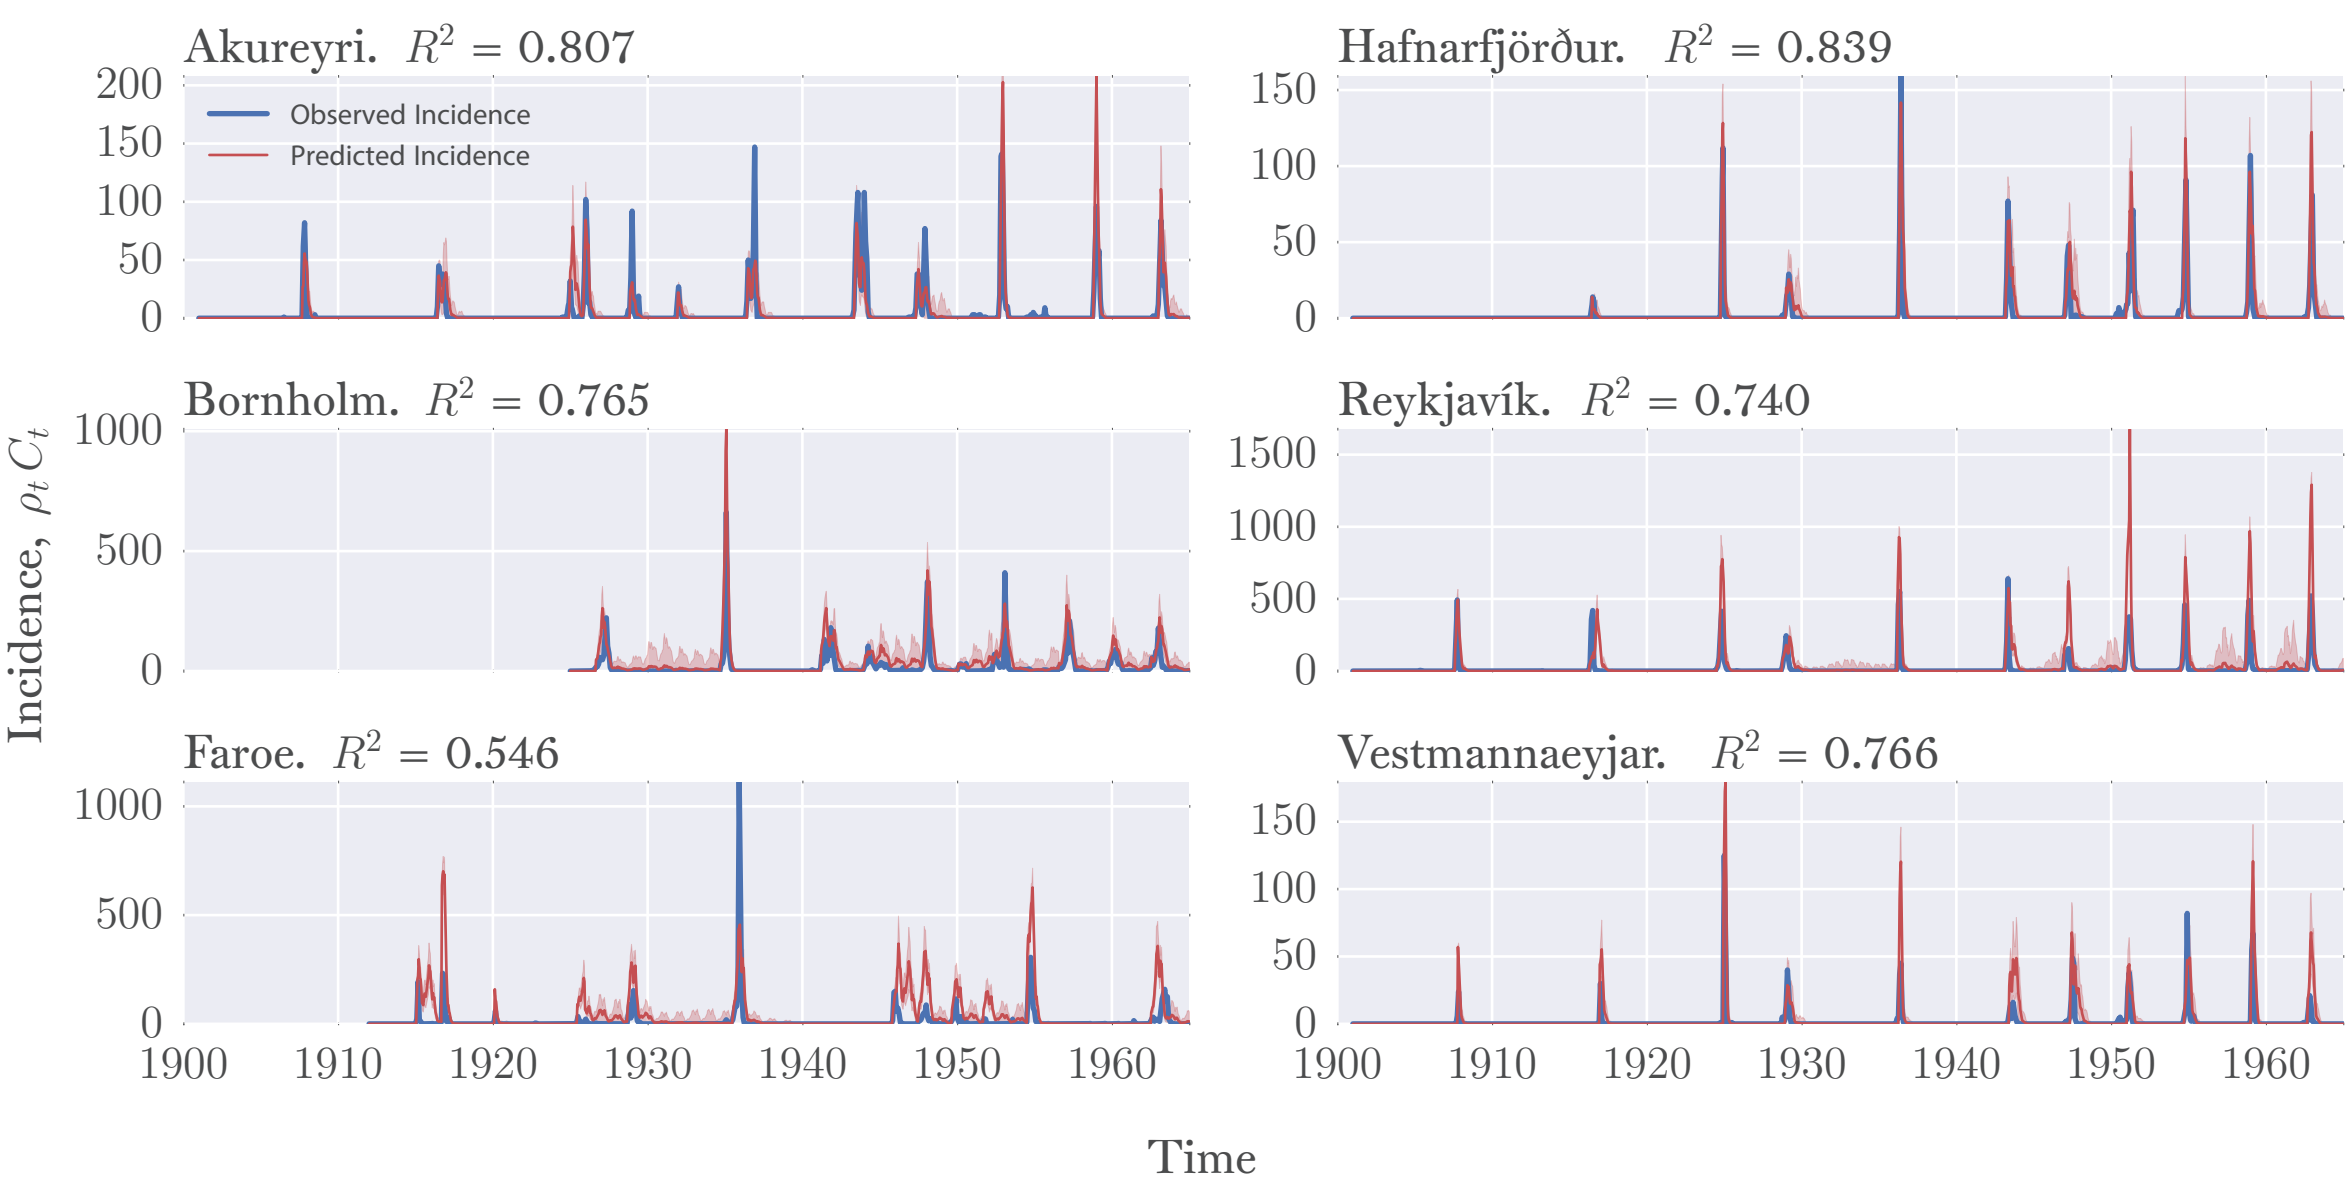 Akureyri. R² = 0.807
200
150
100
50
0
Observed Incidence
Predicted Incidence
Hafnarfjörður. R² = 0.839
150
100
50
0
Bornholm. R² = 0.765
1000
500
0
Reykjavík. R² = 0.740
1500
1000
500
0
Incidence, ρₜCₜ
Faroe. R² = 0.546
1000
500
0
1900 1910 1920 1930 1940 1950 1960
Vestmannaeyjar. R² = 0.766
150
100
50
0
1900 1910 1920 1930 1940 1950 1960
Time